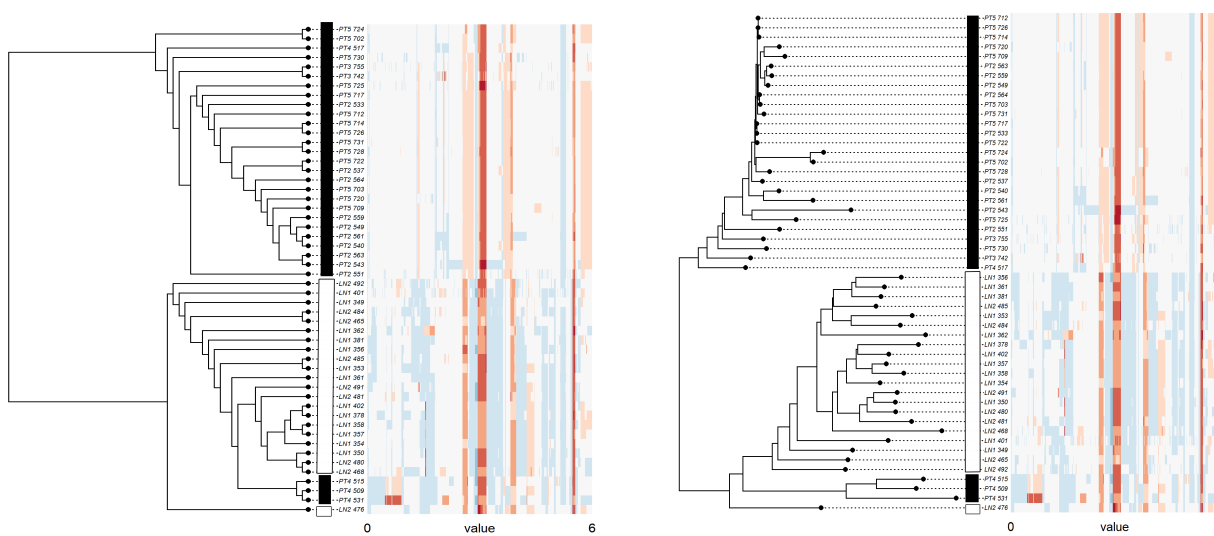 PT5 724
PT5 702
PT4 517
PT5 730
PT3 755
PT3 742
PT5 725
PT5 717
PT2 533
PT5 712
PT5 714
PT5 726
PT5 731
PT5 728
PT5 722
PT2 537
PT2 564
PT5 703
PT5 720
PT5 709
PT2 559
PT2 549
PT2 561
PT2 540
PT2 563
PT2 543
PT2 551
LN2 492
LN1 401
LN1 349
LN2 484
LN2 465
LN1 362
LN1 381
LN1 356
LN2 485
LN1 353
LN1 361
LN2 491
LN2 481
LN1 402
LN1 378
LN1 358
LN1 357
LN1 354
LN1 350
LN2 480
LN2 468
PT4 515
PT4 509
PT4 531
LN2 476
0 value 6
PT5 712
PT5 726
PT5 714
PT5 720
PT5 709
PT2 563
PT2 559
PT2 549
PT2 564
PT5 703
PT5 731
PT5 717
PT2 533
PT5 722
PT5 724
PT5 702
PT5 728
PT2 537
PT2 540
PT2 561
PT2 543
PT5 725
PT2 551
PT3 755
PT5 730
PT3 742
PT4 517
LN1 356
LN1 361
LN1 381
LN2 485
LN1 353
LN2 484
LN1 362
LN1 378
LN1 402
LN1 357
LN1 358
LN1 354
LN2 491
LN1 350
LN2 480
LN2 481
LN2 468
LN1 401
LN1 349
LN2 465
LN2 492
PT4 515
PT4 509
PT4 531
LN2 476
0 value